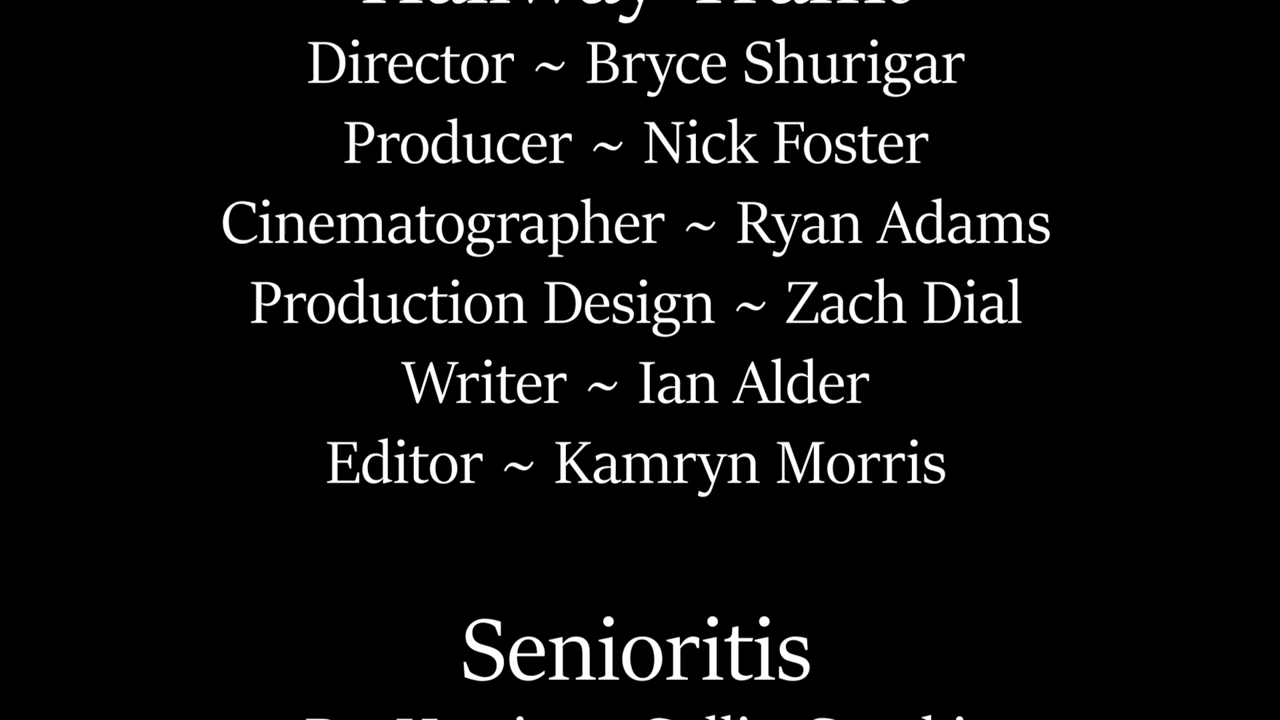 Director ~ Bryce Shurigar
Producer ~ Nick Foster
Cinematographer ~ Ryan Adams
Production Design ~ Zach Dial
Writer ~ Ian Alder
Editor ~ Kamryn Morris
Senioritis